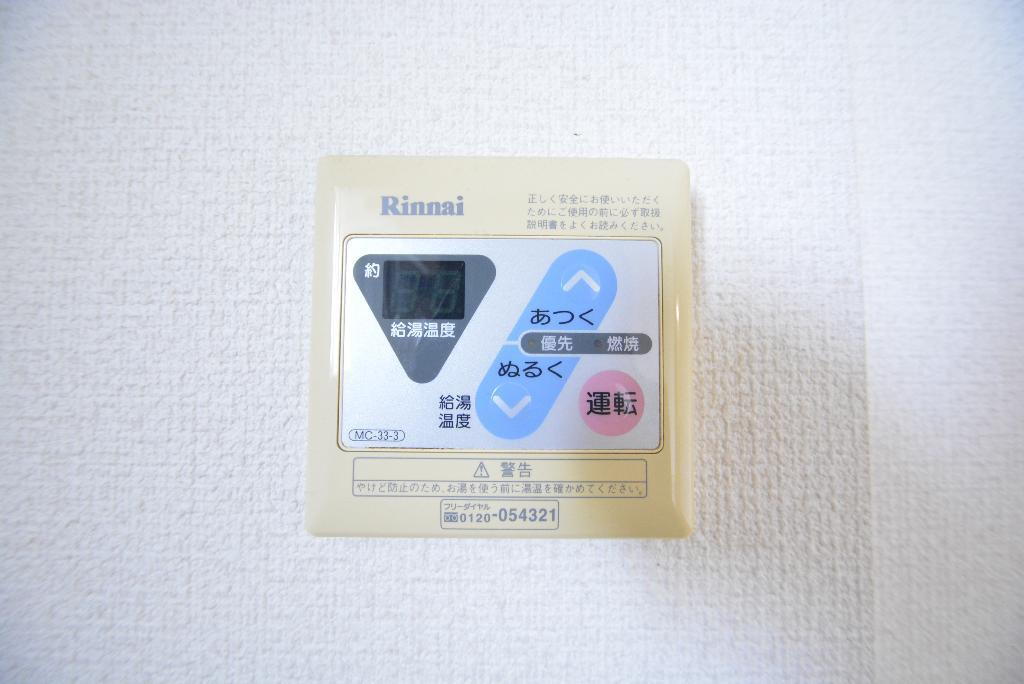 Rinnai
正しく安全にお使いいただく
ためにご使用の前に必ず取扱
説明書をよくお読みください。
約
給湯温度
あつく
優先 燃焼
ぬるく
給湯
温度
運転
MC-33-3
⚠ 警告
やけど防止のため、お湯を使う前に湯温を確かめてください。
フリーダイヤル
0120-054321